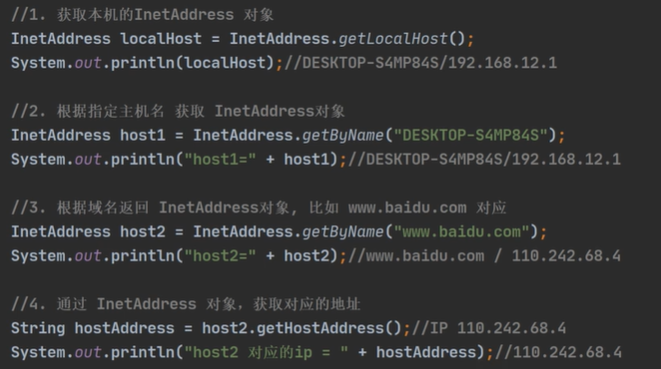 //1. 获取本机的InetAddress 对象
InetAddress localHost = InetAddress.getLocalHost();
System.out.println(localHost);//DESKTOP-S4MP84S/192.168.12.1
//2. 根据指定主机名 获取 InetAddress对象
InetAddress host1 = InetAddress.getByName("DESKTOP-S4MP84S");
System.out.println("host1=" + host1);//DESKTOP-S4MP84S/192.168.12.1
//3. 根据域名返回 InetAddress对象, 比如 www.baidu.com 对应
InetAddress host2 = InetAddress.getByName("www.baidu.com");
System.out.println("host2=" + host2);//www.baidu.com / 110.242.68.4
//4. 通过 InetAddress 对象，获取对应的地址
String hostAddress = host2.getHostAddress();//IP 110.242.68.4
System.out.println("host2 对应的ip = " + hostAddress);//110.242.68.4